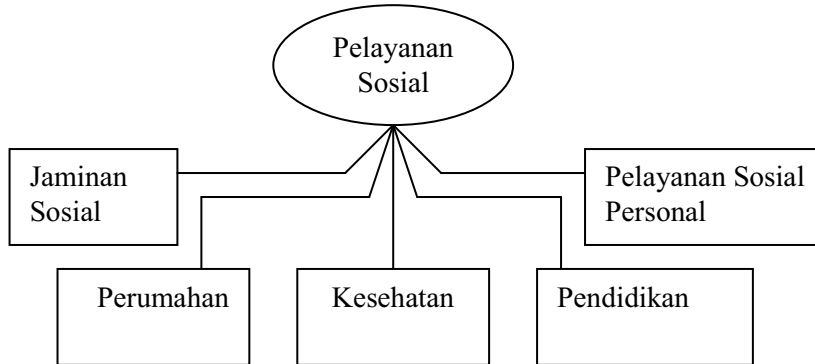 Pelayanan
Sosial
Jaminan
Sosial
Pelayanan Sosial
Personal
Perumahan
Kesehatan
Pendidikan